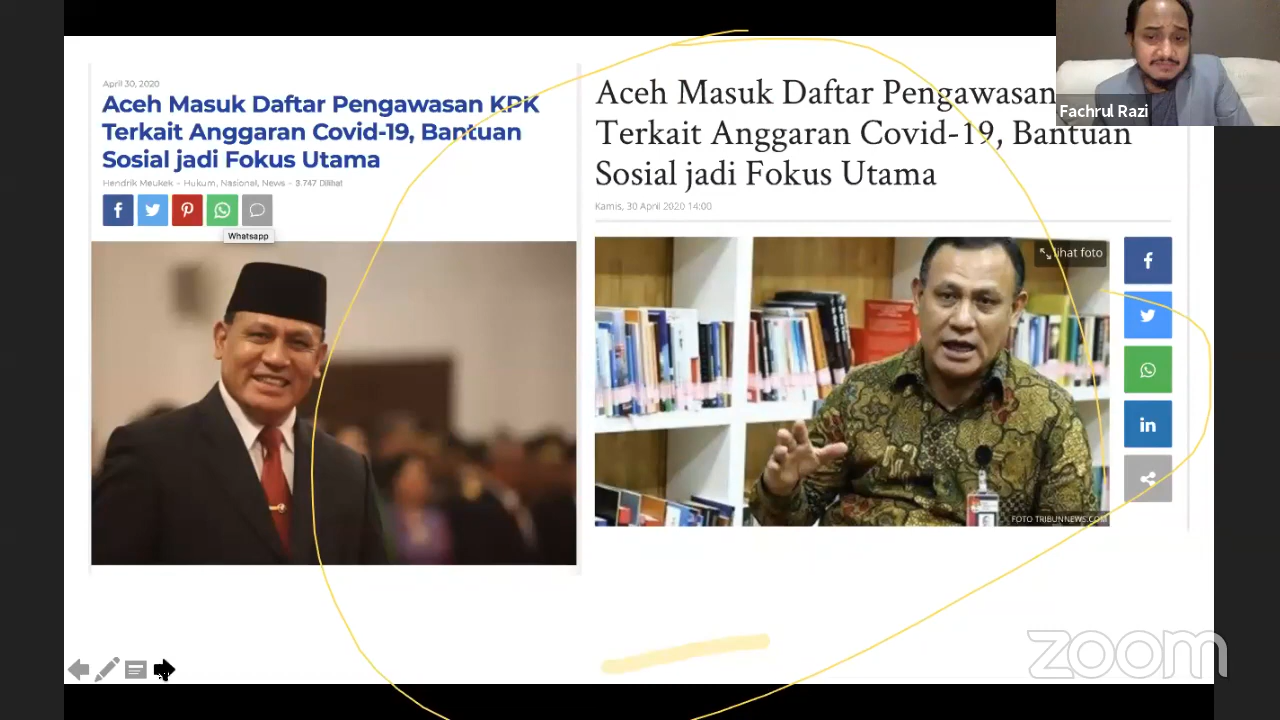 April 30, 2020
Aceh Masuk Daftar Pengawasan KPK
Terkait Anggaran Covid-19, Bantuan
Sosial jadi Fokus Utama
Hendrik Meukek - Hukum, Nasional, News - 3.747 Dilihat
Whatsapp
Aceh Masuk Daftar Pengawasan
Terkait Anggaran Covid-19, Bantuan
Sosial jadi Fokus Utama
Kamis, 30 April 2020 14:00
lihat foto
FOTO TRIBUNNEWS.COM
Fachrul Razi
zoom